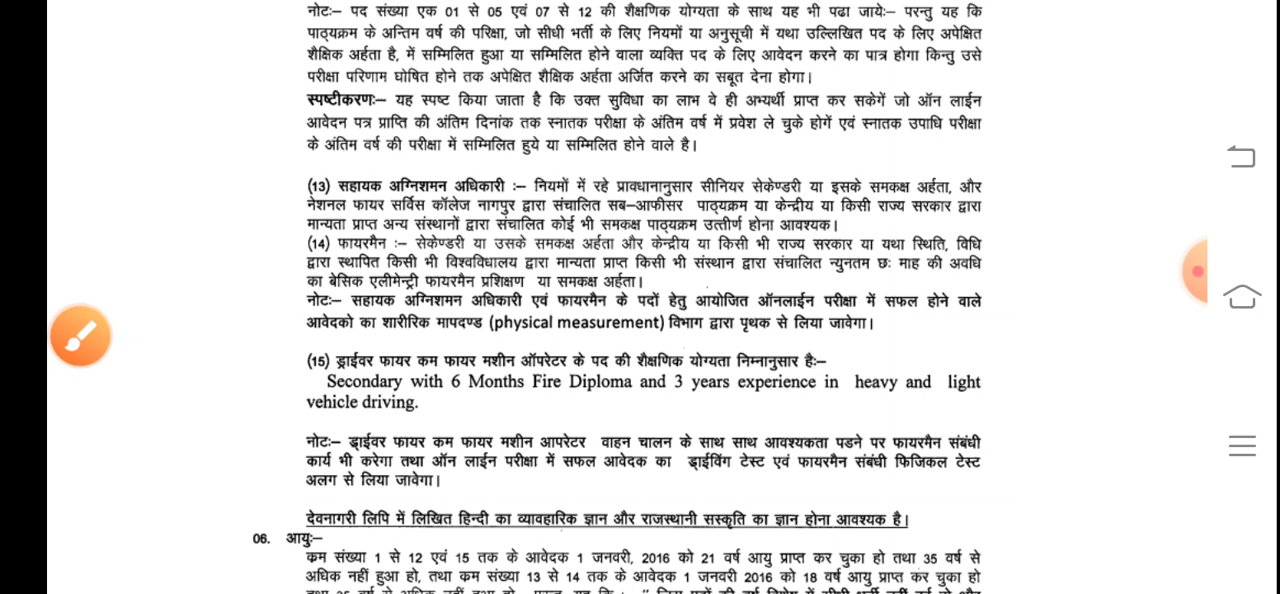 नोटः– पद संख्या एक 01 से 05 एवं 07 से 12 की शैक्षणिक योग्यता के साथ यह भी पढा जायेः– परन्तु यह कि
पाठ्यक्रम के अन्तिम वर्ष की परिक्षा, जो सीधी भर्ती के लिए नियमों या अनुसूची में यथा उल्लिखित पद के लिए अपेक्षित
शैक्षिक अर्हता है, में सम्मिलित हुआ या सम्मिलित होने वाला व्यक्ति पद के लिए आवेदन करने का पात्र होगा किन्तु उसे
परीक्षा परिणाम घोषित होने तक अपेक्षित शैक्षिक अर्हता अर्जित करने का सबूत देना होगा।
स्पष्टीकरणः– यह स्पष्ट किया जाता है कि उक्त सुविधा का लाभ वे ही अभ्यर्थी प्राप्त कर सकेगें जो ऑन लाईन
आवेदन पत्र प्राप्ति की अंतिम दिनांक तक स्नातक परीक्षा के अंतिम वर्ष में प्रवेश ले चुके होगें एवं स्नातक उपाधि परीक्षा
के अंतिम वर्ष की परीक्षा में सम्मिलित हुये या सम्मिलित होने वाले है।
(13) सहायक अग्निशमन अधिकारी :– नियमों में रहे प्रावधानानुसार सीनियर सेकेण्डरी या इसके समकक्ष अर्हता, और
नेशनल फायर सर्विस कॉलेज नागपुर द्वारा संचालित सब–आफीसर पाठ्यक्रम या केन्द्रीय या किसी राज्य सरकार द्वारा
मान्यता प्राप्त अन्य संस्थानों द्वारा संचालित कोई भी समकक्ष पाठ्यक्रम उत्तीर्ण होना आवश्यक।
(14) फायरमैन :– सेकेण्डरी या उसके समकक्ष अर्हता और केन्द्रीय या किसी भी राज्य सरकार या यथा स्थिति, विधि
द्वारा स्थापित किसी भी विश्वविधालय द्वारा मान्यता प्राप्त किसी भी संस्थान द्वारा संचालित न्युनतम छः माह की अवधि
का बेसिक एलीमेन्ट्री फायरमैन प्रशिक्षण या समकक्ष अर्हता।
नोटः– सहायक अग्निशमन अधिकारी एवं फायरमैन के पदों हेतु आयोजित ऑनलाईन परीक्षा में सफल होने वाले
आवेदको का शारीरिक मापदण्ड (physical measurement) विभाग द्वारा पृथक से लिया जावेगा।
(15) ड्राईवर फायर कम फायर मशीन ऑपरेटर के पद की शैक्षणिक योग्यता निम्नानुसार हैः–
Secondary with 6 Months Fire Diploma and 3 years experience in heavy and light
vehicle driving.
नोटः– ड्राईवर फायर कम फायर मशीन आपरेटर वाहन चालन के साथ साथ आवश्यकता पडने पर फायरमैन संबंधी
कार्य भी करेगा तथा ऑन लाईन परीक्षा में सफल आवेदक का ड्राईविंग टेस्ट एवं फायरमैन संबंधी फिजिकल टेस्ट
अलग से लिया जावेगा।
देवनागरी लिपि में लिखित हिन्दी का व्यावहारिक ज्ञान और राजस्थानी संस्कृति का ज्ञान होना आवश्यक है।
06. आयुः–
कम संख्या 1 से 12 एवं 15 तक के आवेदक 1 जनवरी, 2016 को 21 वर्ष आयु प्राप्त कर चुका हो तथा 35 वर्ष से
अधिक नहीं हुआ हो, तथा कम संख्या 13 से 14 तक के आवेदक 1 जनवरी 2016 को 18 वर्ष आयु प्राप्त कर चुका हो